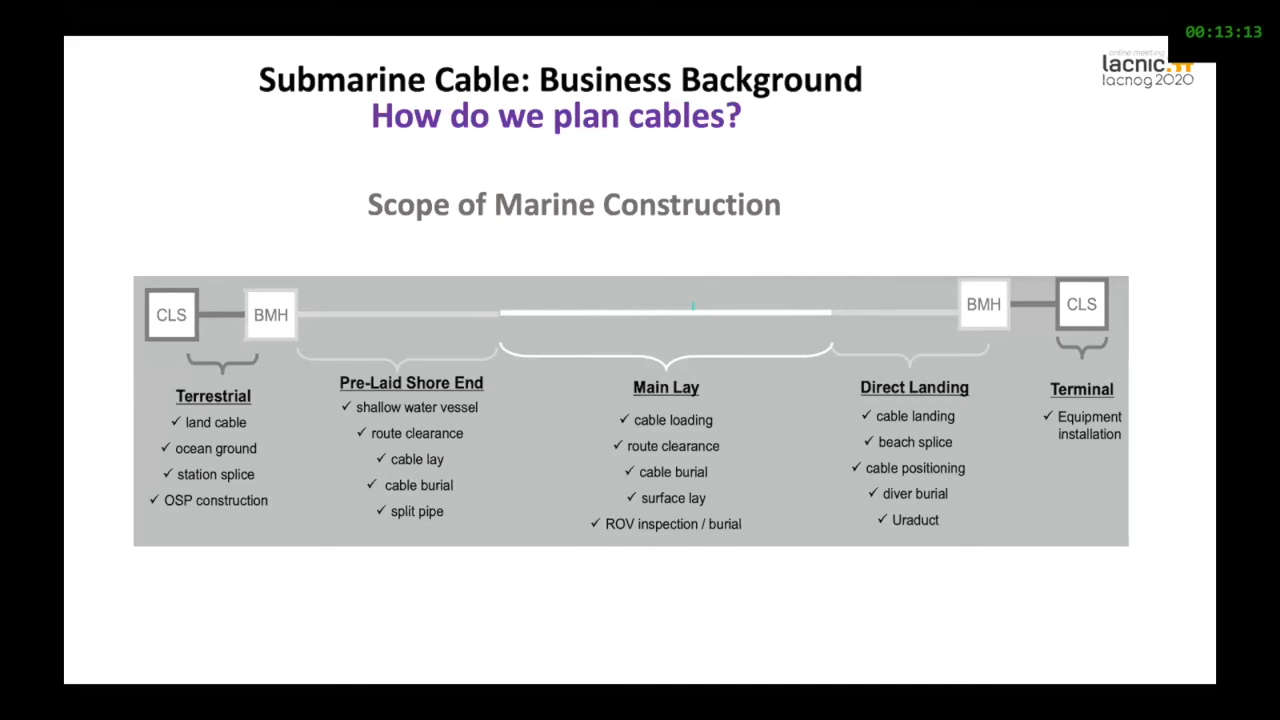 00:13:13
online meeting
lacnic.34
lacnog 2020
Submarine Cable: Business Background
How do we plan cables?
Scope of Marine Construction
CLS
BMH
BMH
CLS
Terrestrial
✓ land cable
✓ ocean ground
✓ station splice
✓ OSP construction
Pre-Laid Shore End
✓ shallow water vessel
✓ route clearance
✓ cable lay
✓ cable burial
✓ split pipe
Main Lay
✓ cable loading
✓ route clearance
✓ cable burial
✓ surface lay
✓ ROV inspection / burial
Direct Landing
✓ cable landing
✓ beach splice
✓ cable positioning
✓ diver burial
✓ Uraduct
Terminal
✓ Equipment
installation